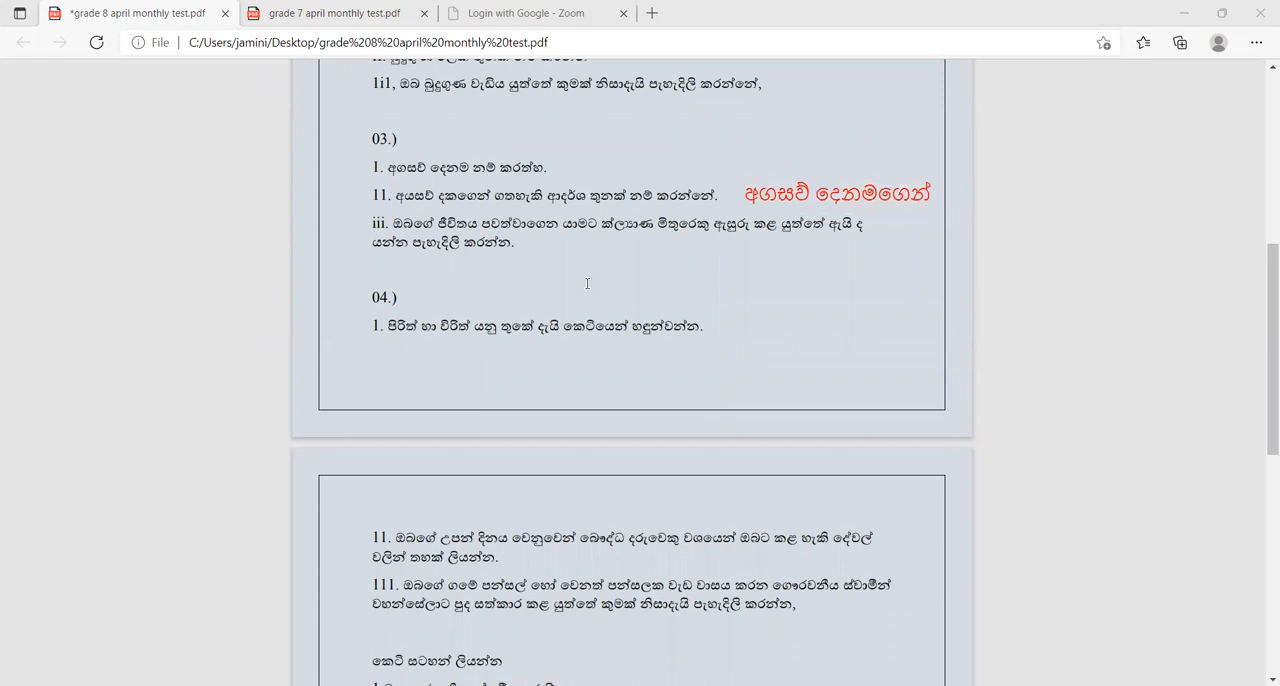 *grade 8 april monthly test.pdf
grade 7 april monthly test.pdf
Login with Google - Zoom
File
C:/Users/jamini/Desktop/grade%208%20april%20monthly%20test.pdf
1i1, ඔබ බුදුගුණ වැඩිය යුත්තේ කුමක් නිසාදැයි පැහැදිලි කරන්නේ,
03.)
1. අගසව් දෙනම නම් කරත්හ.
11. අයසව් දකගෙන් ගතහැකි ආදර්ශ තුනක් නම් කරන්නේ.
අගසව් දෙනමගෙන්
iii. ඔබගේ ජීවිතය පවත්වාගෙන යාමට ක්ල්‍යාණ මිතුරෙකු ඇසුරු කළ යුත්තේ ඇයි ද
යන්න පැහැදිලි කරන්න.
04.)
1. පිරිත් හා විරිත් යනු තුකේ දැයි කෙටියෙන් හඳුන්වන්න.
11. ඔබගේ උපන් දිනය වෙනුවෙන් බෞද්ධ දරුවෙකු වශයෙන් ඔබට කළ හැකි දේවල්
වලින් තහක් ලියන්න.
111. ඔබගේ ගමේ පන්සල් හෝ වෙනත් පන්සලක වැඩ වාසය කරන ගෞරවනීය ස්වාමීන්
වහන්සේලාට පුද සත්කාර කළ යුත්තේ කුමක් නිසාදැයි පැහැදිලි කරන්න,
කෙටි සටහන් ලියන්න